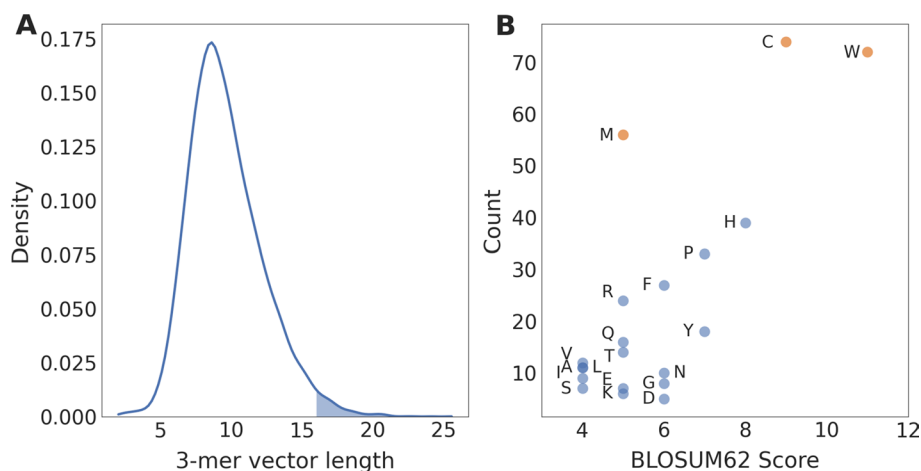 A
0.175
0.150
0.125
0.100
0.075
0.050
0.025
0.000
Density
5
10
15
20
25
3-mer vector length
B
70
60
50
40
30
20
10
Count
C
W
M
H
P
F
R
Y
Q
T
V
A L
I
N
E
G
S
K
D
4
6
8
10
12
BLOSUM62 Score